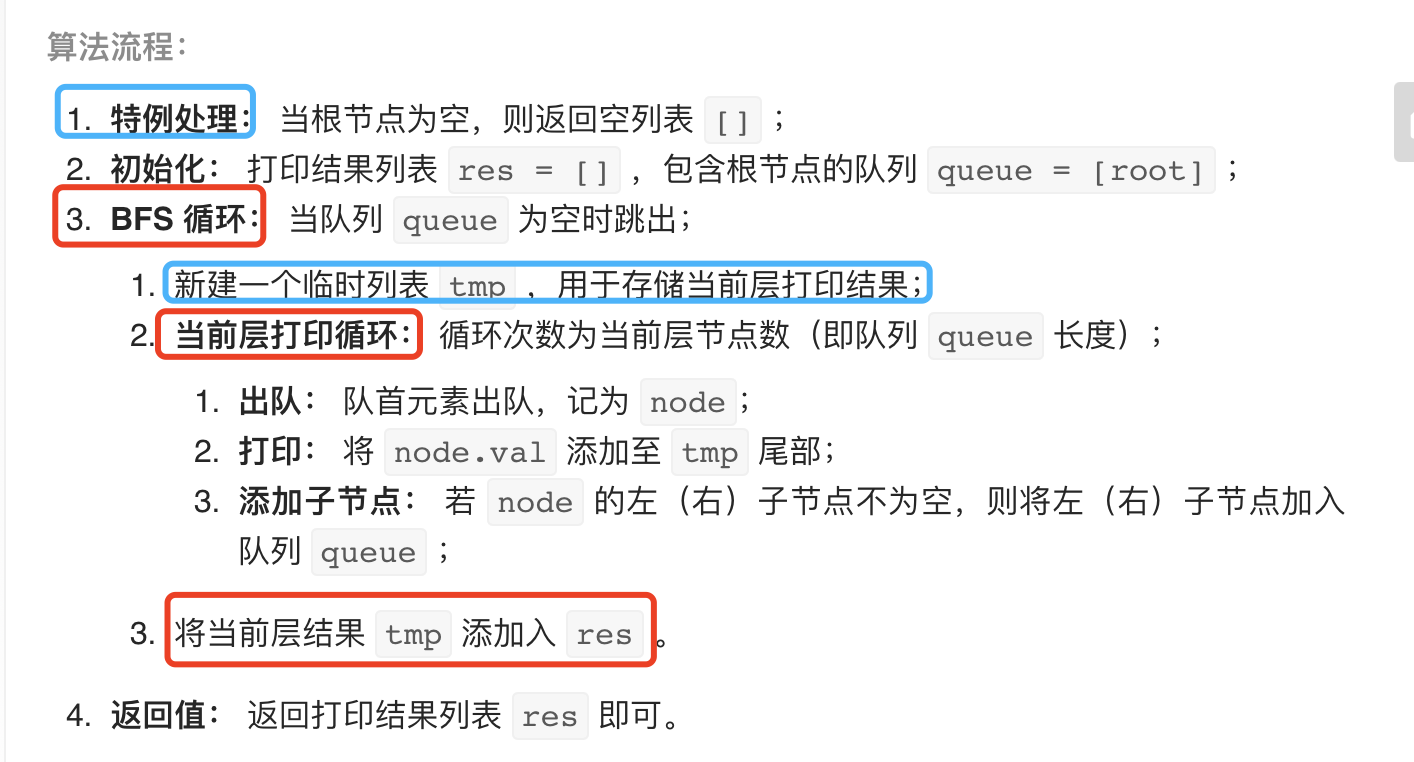 算法流程：
1. 特例处理： 当根节点为空，则返回空列表 [] ；
2. 初始化： 打印结果列表 res = [] ，包含根节点的队列 queue = [root] ；
3. BFS 循环： 当队列 queue 为空时跳出；
1. 新建一个临时列表 tmp ，用于存储当前层打印结果；
2. 当前层打印循环： 循环次数为当前层节点数（即队列 queue 长度）；
1. 出队： 队首元素出队，记为 node；
2. 打印： 将 node.val 添加至 tmp 尾部；
3. 添加子节点： 若 node 的左（右）子节点不为空，则将左（右）子节点加入
队列 queue ；
3. 将当前层结果 tmp 添加入 res 。
4. 返回值： 返回打印结果列表 res 即可。